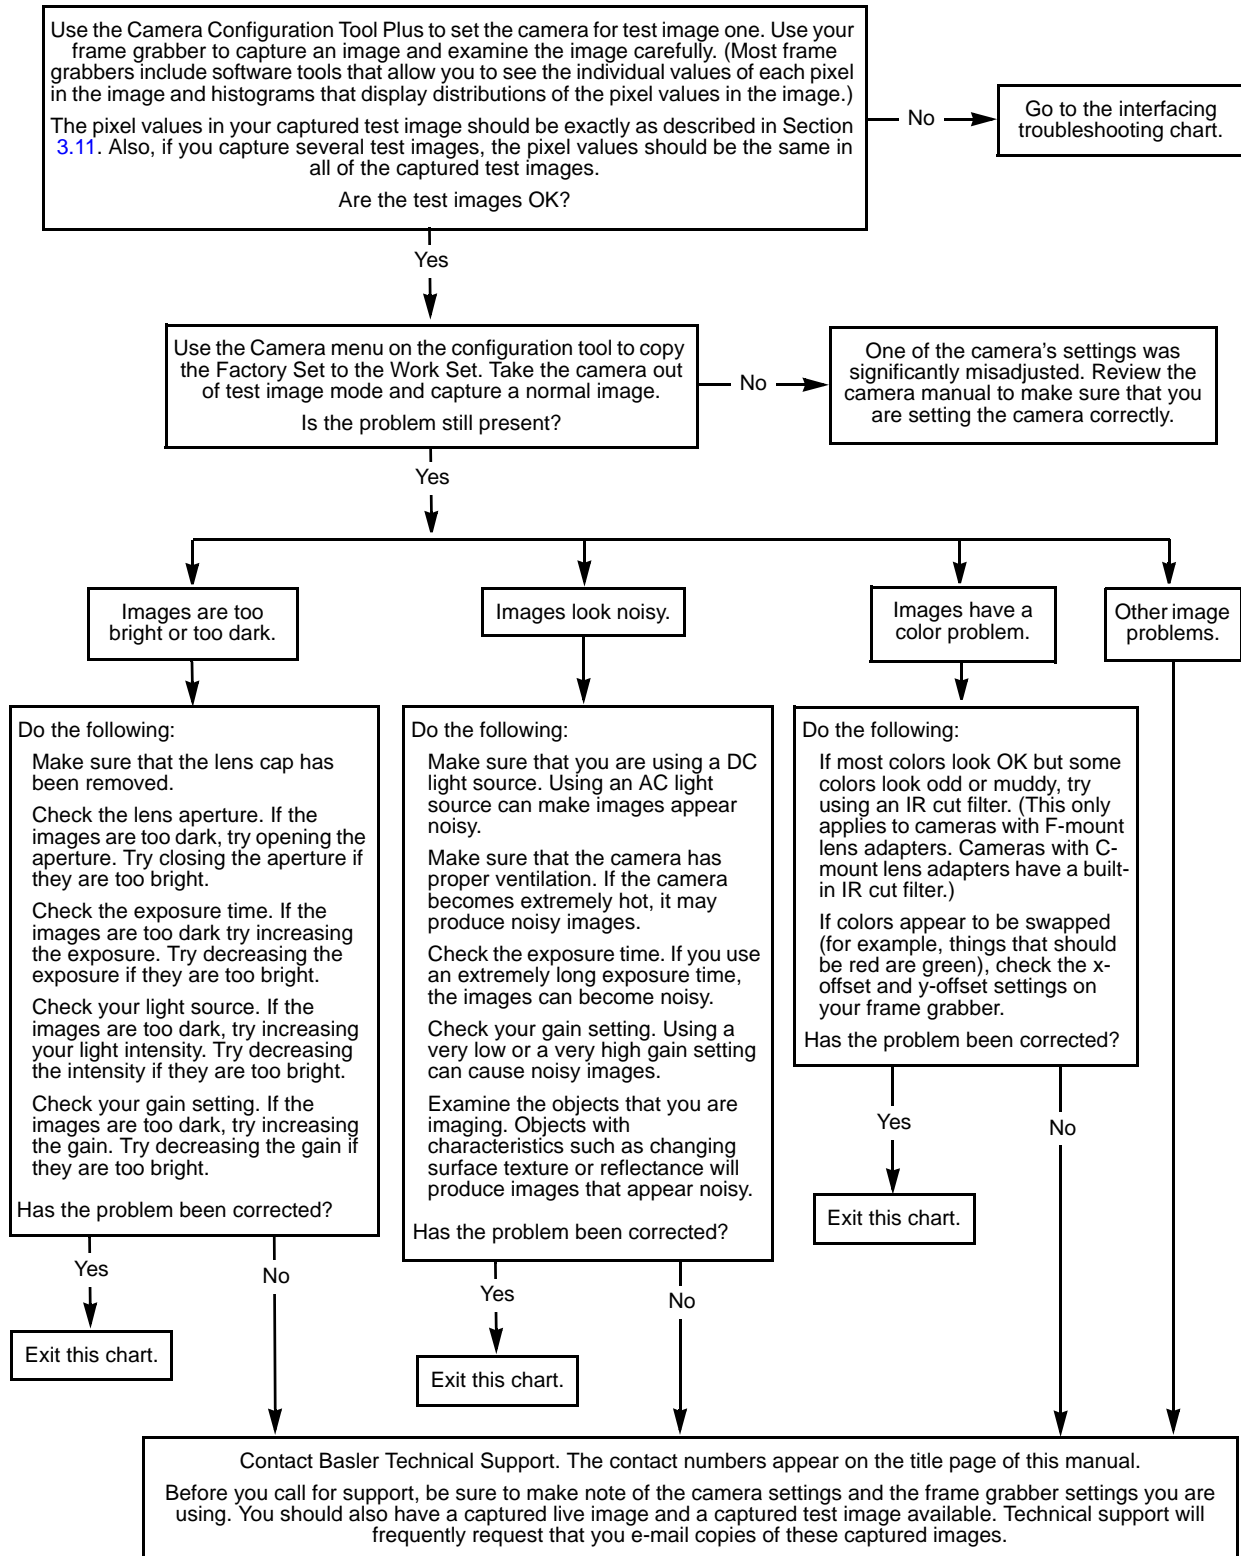 Use the Camera Configuration Tool Plus to set the camera for test image one. Use your
frame grabber to capture an image and examine the image carefully. (Most frame
grabbers include software tools that allow you to see the individual values of each pixel
in the image and histograms that display distributions of the pixel values in the image.)
The pixel values in your captured test image should be exactly as described in Section
3.11. Also, if you capture several test images, the pixel values should be the same in
all of the captured test images.
Are the test images OK?
No
Go to the interfacing
troubleshooting chart.
Yes
Use the Camera menu on the configuration tool to copy
the Factory Set to the Work Set. Take the camera out
of test image mode and capture a normal image.
Is the problem still present?
No
One of the camera's settings was
significantly misadjusted. Review the
camera manual to make sure that you
are setting the camera correctly.
Yes
Images are too
bright or too dark.
Images look noisy.
Images have a
color problem.
Other image
problems.
Do the following:
Make sure that the lens cap has
been removed.
Check the lens aperture. If the
images are too dark, try opening the
aperture. Try closing the aperture if
they are too bright.
Check the exposure time. If the
images are too dark try increasing
the exposure. Try decreasing the
exposure if they are too bright.
Check your light source. If the
images are too dark, try increasing
your light intensity. Try decreasing
the intensity if they are too bright.
Check your gain setting. If the
images are too dark, try increasing
the gain. Try decreasing the gain if
they are too bright.
Has the problem been corrected?
Yes
No
Exit this chart.
Do the following:
Make sure that you are using a DC
light source. Using an AC light
source can make images appear
noisy.
Make sure that the camera has
proper ventilation. If the camera
becomes extremely hot, it may
produce noisy images.
Check the exposure time. If you use
an extremely long exposure time,
the images can become noisy.
Check your gain setting. Using a
very low or a very high gain setting
can cause noisy images.
Examine the objects that you are
imaging. Objects with
characteristics such as changing
surface texture or reflectance will
produce images that appear noisy.
Has the problem been corrected?
Yes
No
Exit this chart.
Do the following:
If most colors look OK but some
colors look odd or muddy, try
using an IR cut filter. (This only
applies to cameras with F-mount
lens adapters. Cameras with C-
mount lens adapters have a built-
in IR cut filter.)
If colors appear to be swapped
(for example, things that should
be red are green), check the x-
offset and y-offset settings on
your frame grabber.
Has the problem been corrected?
Yes
No
Exit this chart.
Contact Basler Technical Support. The contact numbers appear on the title page of this manual.
Before you call for support, be sure to make note of the camera settings and the frame grabber settings you are
using. You should also have a captured live image and a captured test image available. Technical support will
frequently request that you e-mail copies of these captured images.